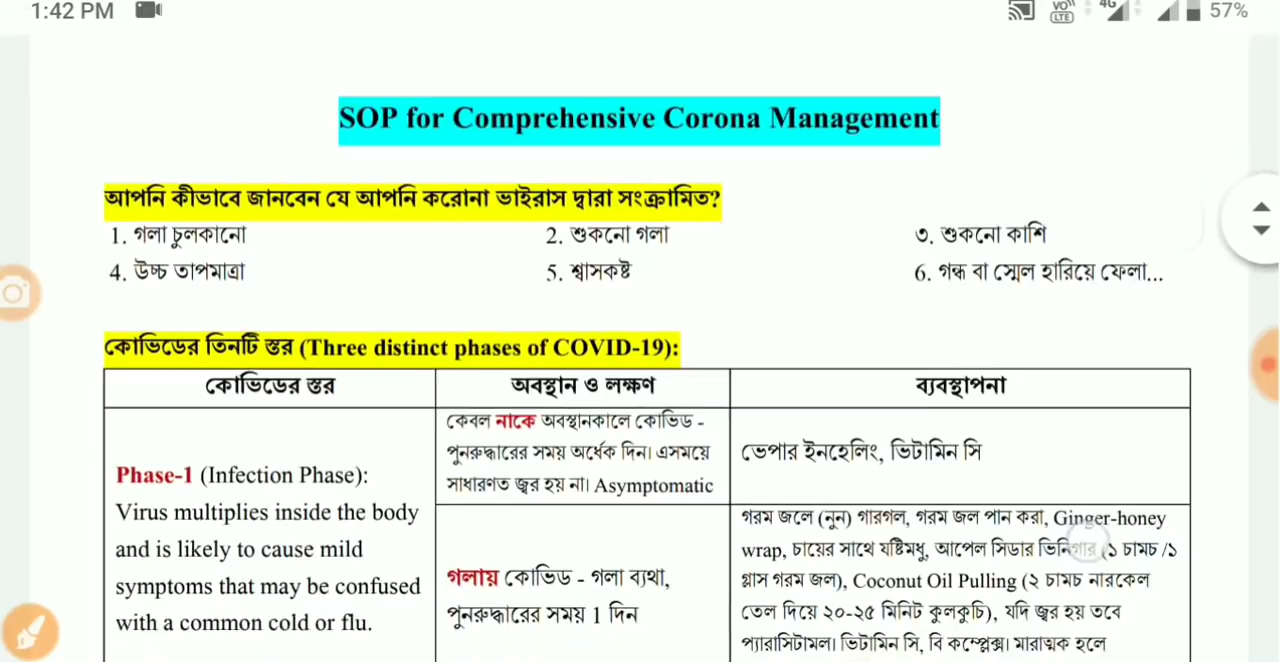 1:42 PM
VO)) LTE 4G 57%
SOP for Comprehensive Corona Management
আপনি কীভাবে জানবেন যে আপনি করোনা ভাইরাস দ্বারা সংক্রামিত?
1. গলা চুলকানো 2. শুকনো গলা ৩. শুকনো কাশি
4. উচ্চ তাপমাত্রা 5. শ্বাসকষ্ট 6. গন্ধ বা স্মেল হারিয়ে ফেলা...
কোভিডের তিনটি স্তর (Three distinct phases of COVID-19):
কোভিডের স্তর অবস্থান ও লক্ষণ ব্যবস্থাপনা
Phase-1 (Infection Phase):
Virus multiplies inside the body
and is likely to cause mild
symptoms that may be confused
with a common cold or flu.
কেবল নাকে অবস্থানকালে কোভিড -
পুনরুদ্ধারের সময় অর্ধেক দিন। এসময়ে
সাধারণত জ্বর হয় না। Asymptomatic
ভেপার ইনহেলিং, ভিটামিন সি
গলায় কোভিড - গলা ব্যথা,
পুনরুদ্ধারের সময় 1 দিন
গরম জলে (নুন) গারগল, গরম জল পান করা, Ginger-honey
wrap, চায়ের সাথে যষ্টিমধু, আপেল সিডার ভিনিগার (১ চামচ /১
গ্লাস গরম জল), Coconut Oil Pulling (২ চামচ নারকেল
তেল দিয়ে ২০-২৫ মিনিট কুলকুচি), যদি জ্বর হয় তবে
প্যারাসিটামল। ভিটামিন সি, বি কম্প্লেক্স। মারাত্মক হলে